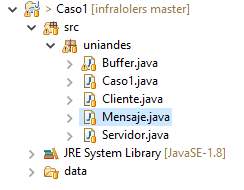 > Caso1 [infralolers master]
src
uniandes
Buffer.java
Caso1.java
Cliente.java
Mensaje.java
Servidor.java
JRE System Library [JavaSE-1.8]
data